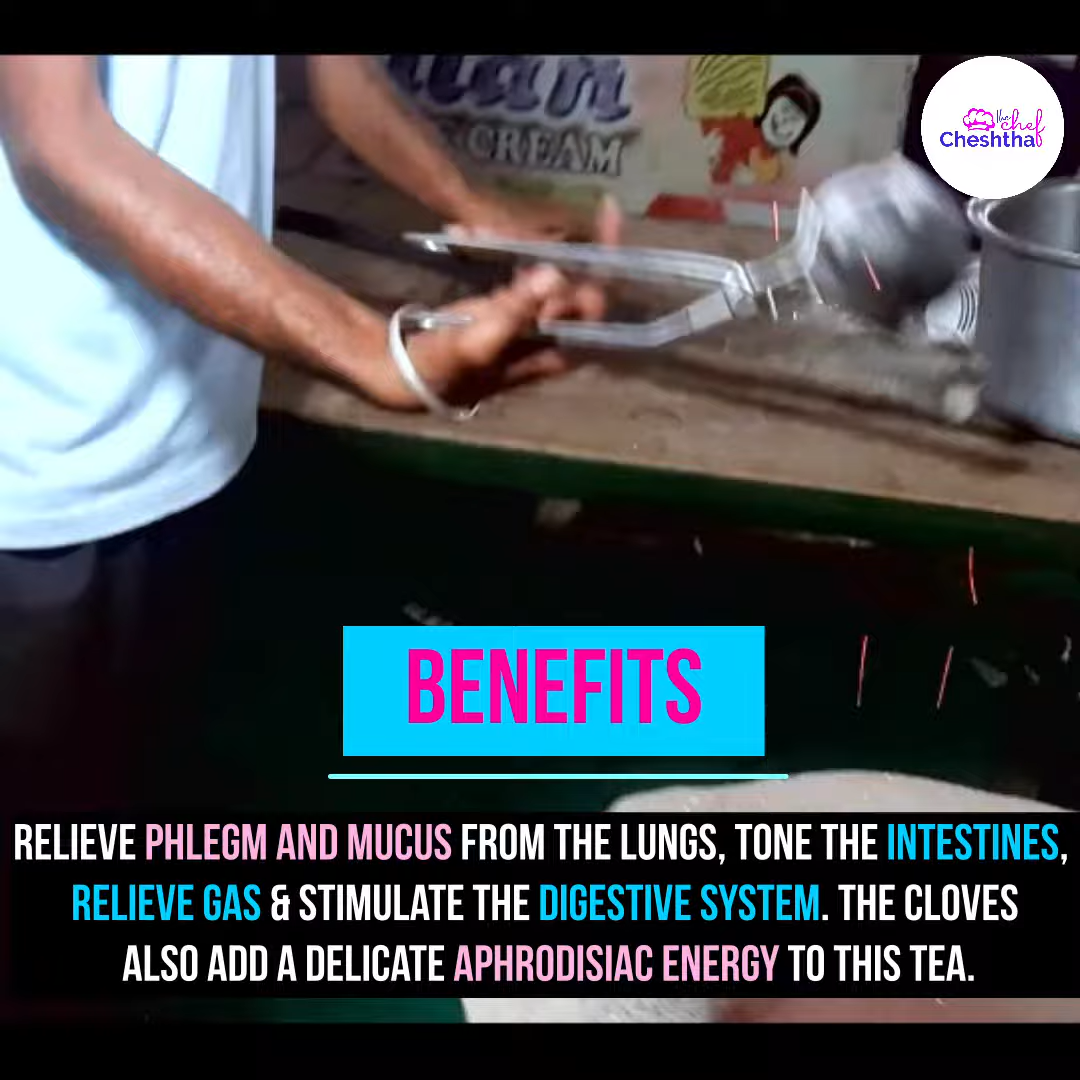 CREAM
the chef
Cheshtha
BENEFITS
RELIEVE PHLEGM AND MUCUS FROM THE LUNGS, TONE THE INTESTINES,
RELIEVE GAS & STIMULATE THE DIGESTIVE SYSTEM. THE CLOVES
ALSO ADD A DELICATE APHRODISIAC ENERGY TO THIS TEA.